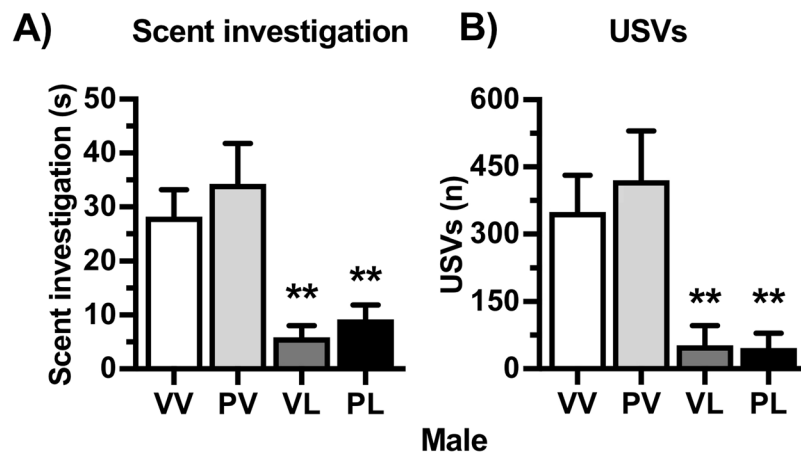 A) Scent investigation
Scent investigation (s)
50
40
30
20
10
0
** **
VV PV VL PL
B) USVs
USVs (n)
600
450
300
150
0
** **
VV PV VL PL
Male